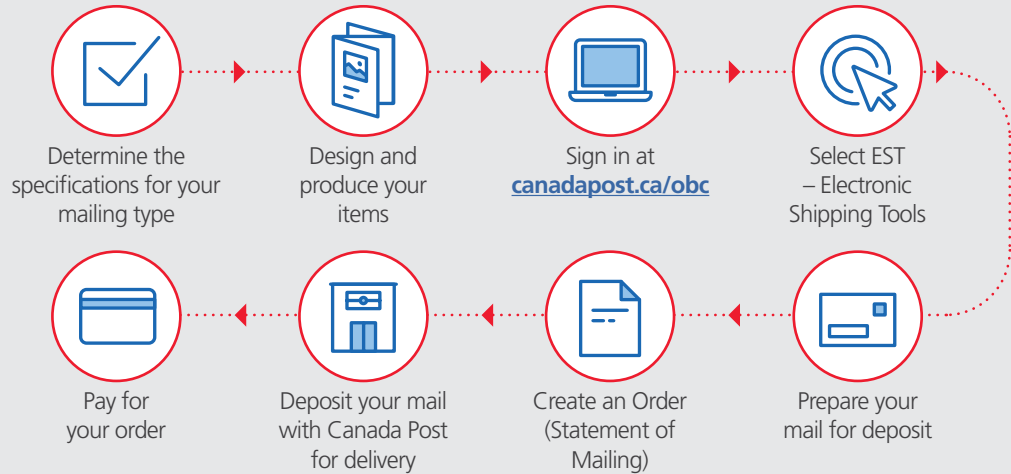 Determine the
specifications for your
mailing type
Design and
produce your
items
Sign in at
canadapost.ca/obc
Select EST
– Electronic
Shipping Tools
Prepare your
mail for deposit
Create an Order
(Statement of
Mailing)
Deposit your mail
with Canada Post
for delivery
Pay for
your order